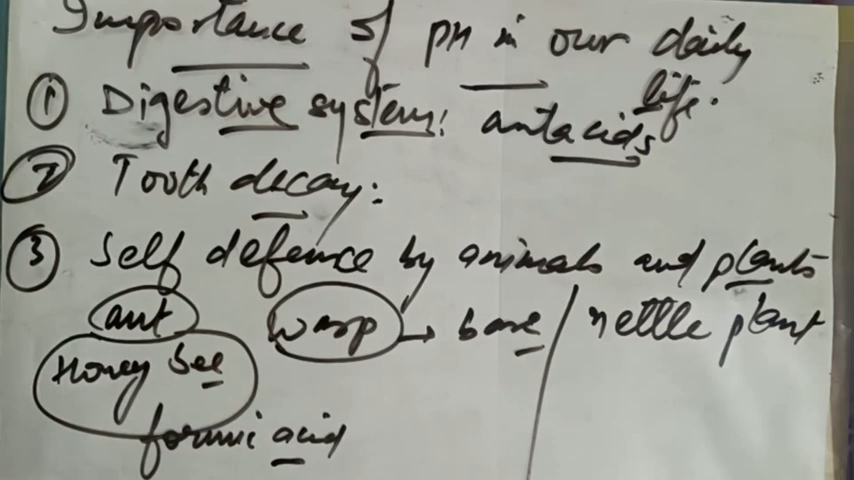 Importance of pH in our daily life.
① Digestive system: antacids
② Tooth decay:
③ Self defence by animals and plants
ant wasp → base / nettle plant
Honey bee
formic acid